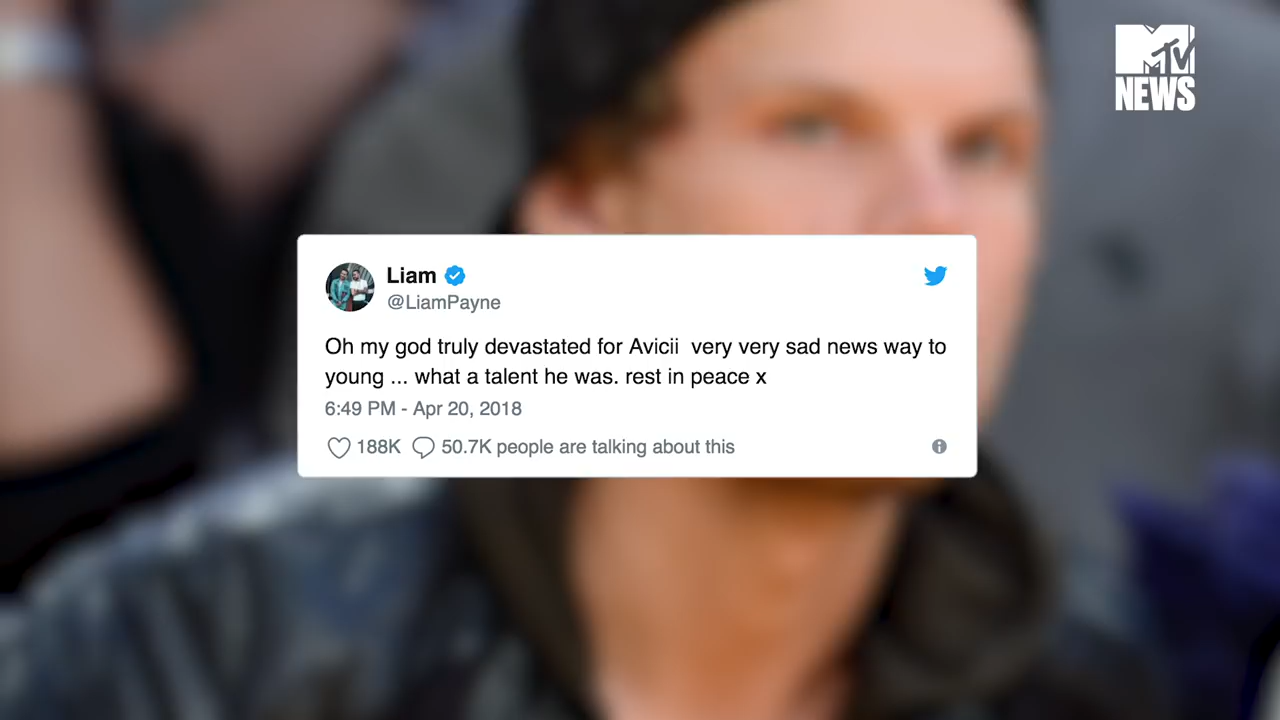 MTV
NEWS
Liam
@LiamPayne
Oh my god truly devastated for Avicii  very very sad news way to
young ... what a talent he was. rest in peace x
6:49 PM - Apr 20, 2018
188K 50.7K people are talking about this